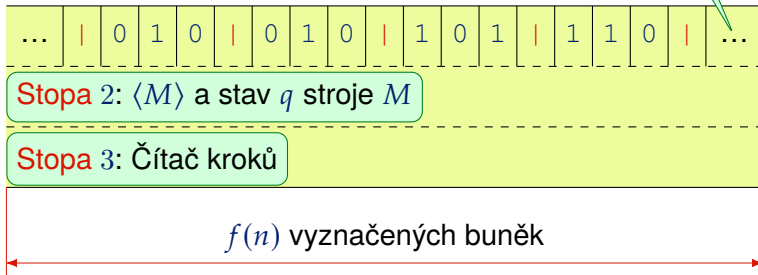 ... | 0 1 0 | 0 1 0 | 1 0 1 | 1 1 0 | ...
Stopa 2: ⟨M⟩ a stav q stroje M
Stopa 3: Čítač kroků
f(n) vyznačených buněk